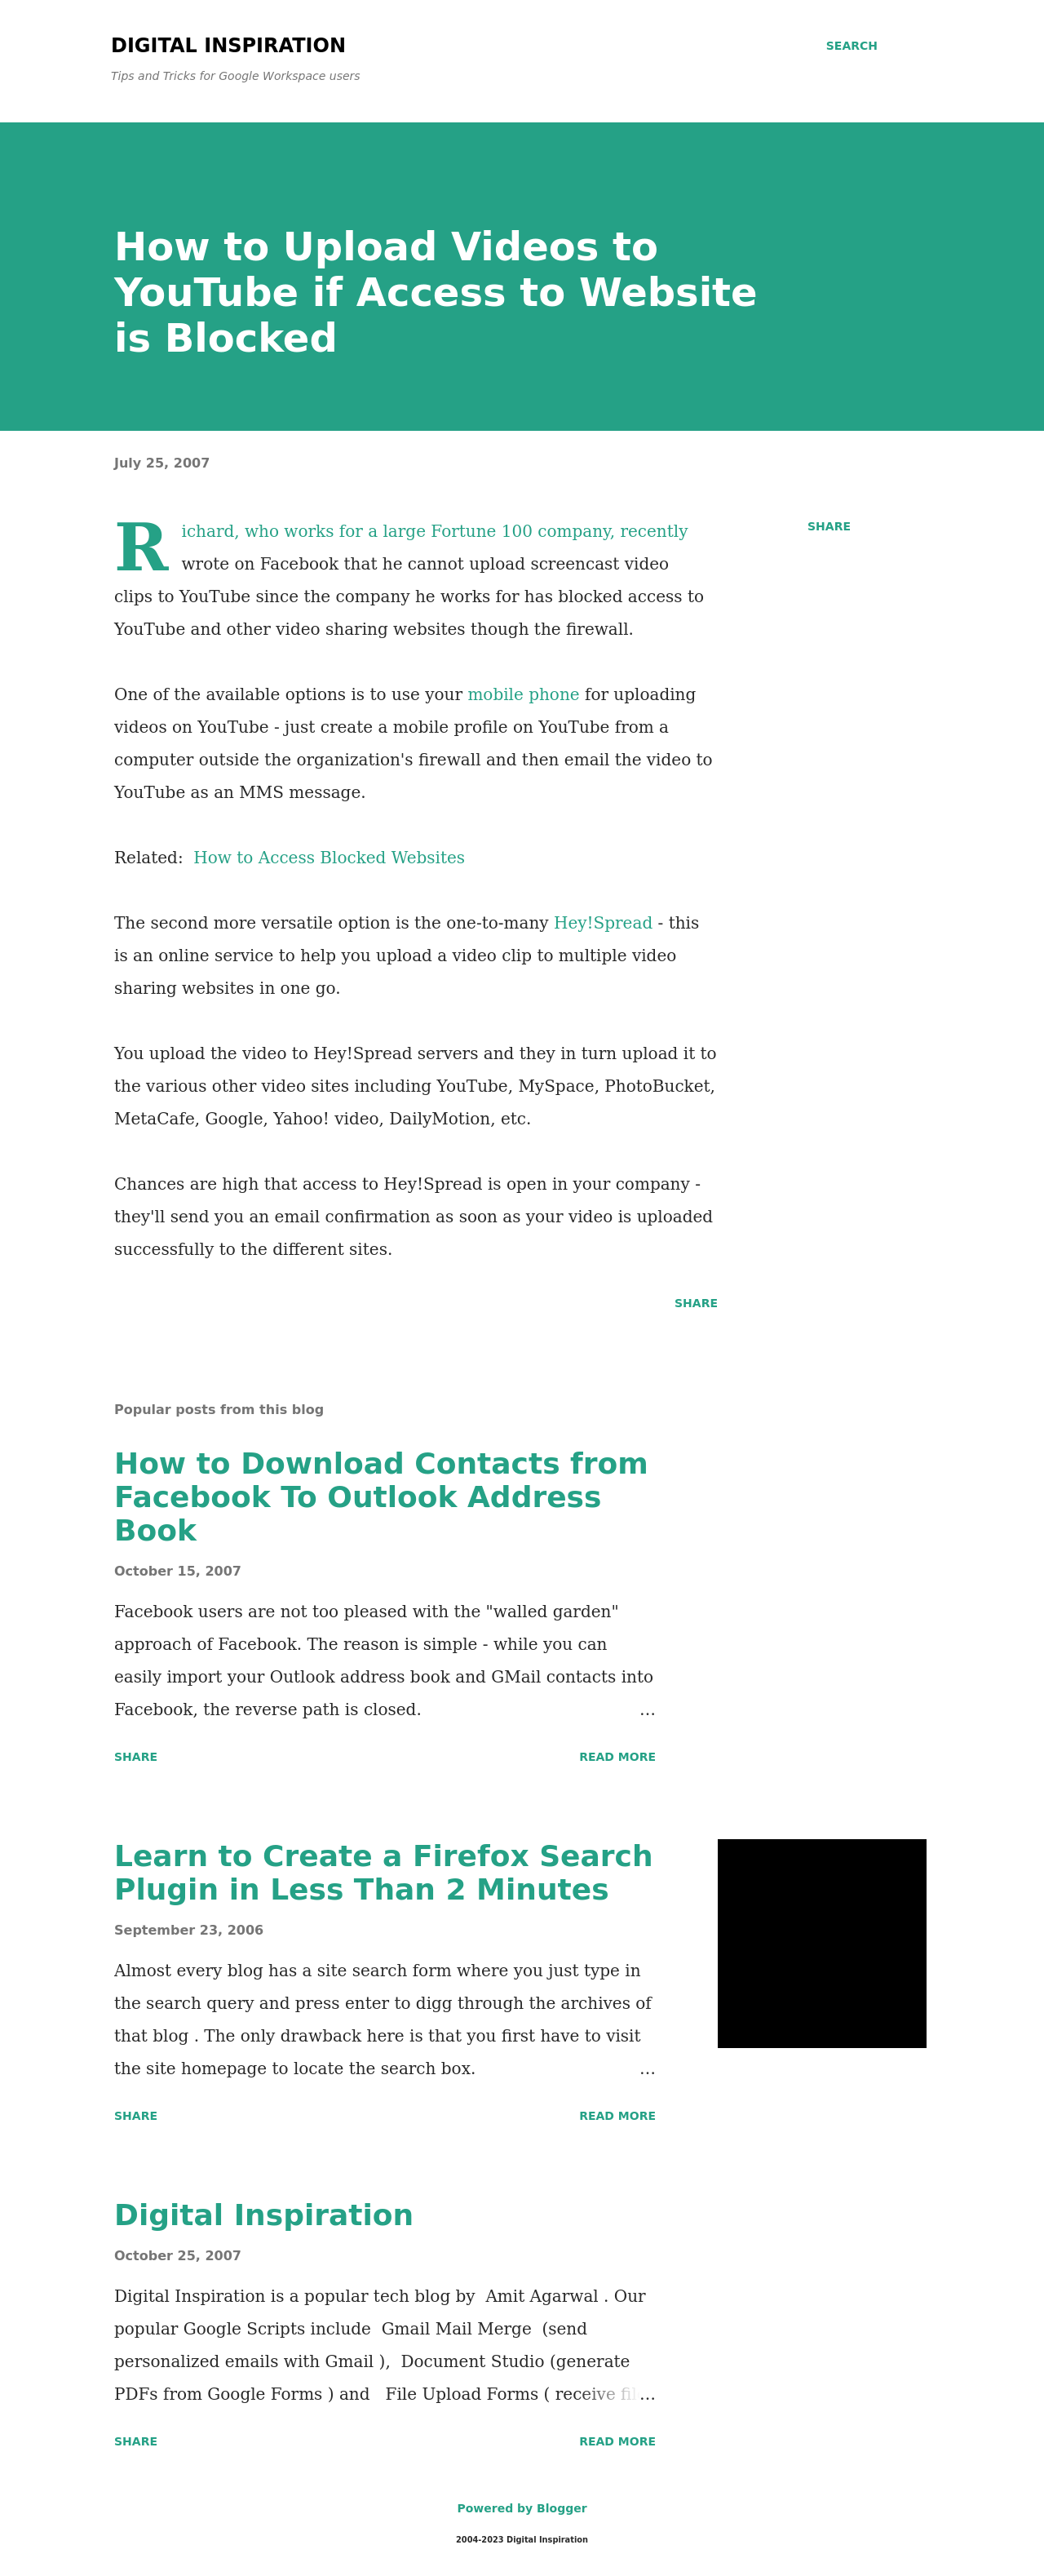 DIGITAL INSPIRATION
SEARCH
Tips and Tricks for Google Workspace users
How to Upload Videos to
YouTube if Access to Website
is Blocked
July 25, 2007
Richard, who works for a large Fortune 100 company, recently
SHARE
wrote on Facebook that he cannot upload screencast video
clips to YouTube since the company he works for has blocked access to
YouTube and other video sharing websites though the firewall.
One of the available options is to use your mobile phone for uploading
videos on YouTube - just create a mobile profile on YouTube from a
computer outside the organization's firewall and then email the video to
YouTube as an MMS message.
Related:  How to Access Blocked Websites
The second more versatile option is the one-to-many Hey!Spread - this
is an online service to help you upload a video clip to multiple video
sharing websites in one go.
You upload the video to Hey!Spread servers and they in turn upload it to
the various other video sites including YouTube, MySpace, PhotoBucket,
MetaCafe, Google, Yahoo! video, DailyMotion, etc.
Chances are high that access to Hey!Spread is open in your company -
they'll send you an email confirmation as soon as your video is uploaded
successfully to the different sites.
SHARE
Popular posts from this blog
How to Download Contacts from
Facebook To Outlook Address
Book
October 15, 2007
Facebook users are not too pleased with the "walled garden"
approach of Facebook. The reason is simple - while you can
easily import your Outlook address book and GMail contacts into
Facebook, the reverse path is closed. …
SHARE
READ MORE
Learn to Create a Firefox Search
Plugin in Less Than 2 Minutes
September 23, 2006
Almost every blog has a site search form where you just type in
the search query and press enter to digg through the archives of
that blog . The only drawback here is that you first have to visit
the site homepage to locate the search box. …
SHARE
READ MORE
Digital Inspiration
October 25, 2007
Digital Inspiration is a popular tech blog by  Amit Agarwal . Our
popular Google Scripts include  Gmail Mail Merge  (send
personalized emails with Gmail ),  Document Studio (generate
PDFs from Google Forms ) and   File Upload Forms ( receive …
SHARE
READ MORE
Powered by Blogger
2004-2023 Digital Inspiration